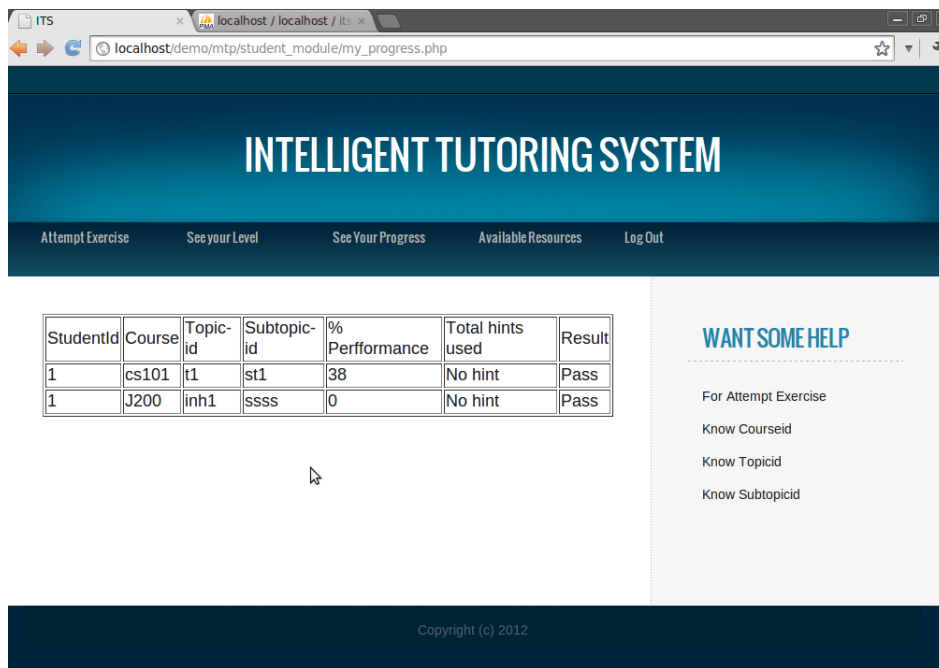 ITS
localhost / localhost / its
localhost/demo/mtp/student_module/my_progress.php
INTELLIGENT TUTORING SYSTEM
Attempt Exercise See your Level See Your Progress Available Resources Log Out
StudentId Course Topic-id Subtopic-id % Perfformance Total hints used Result
1 cs101 t1 st1 38 No hint Pass
1 J200 inh1 ssss 0 No hint Pass
WANT SOME HELP
For Attempt Exercise
Know Courseid
Know Topicid
Know Subtopicid
Copyright (c) 2012